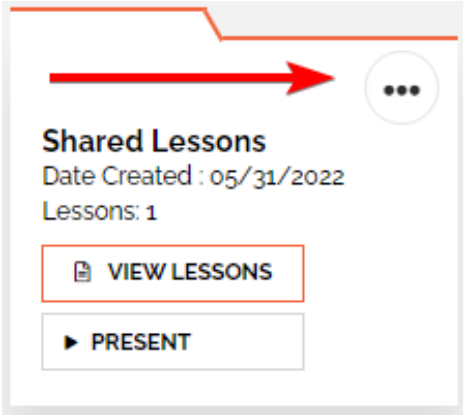 Shared Lessons
Date Created : 05/31/2022
Lessons: 1
VIEW LESSONS
PRESENT